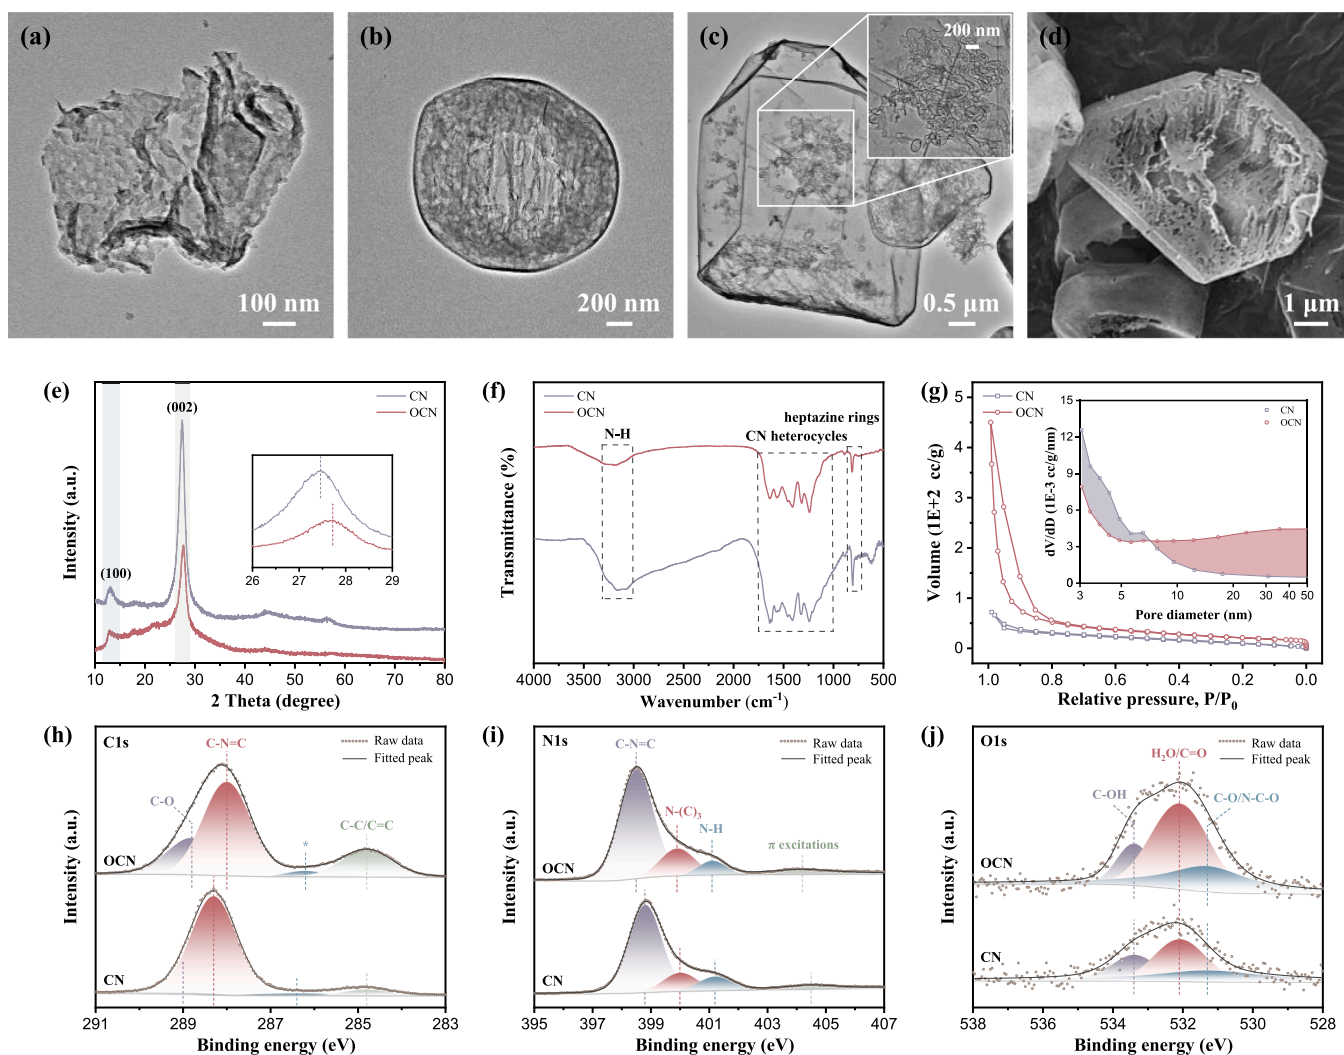 (a)
100 nm
(b)
200 nm
(c)
200 nm
0.5 μm
(d)
1 μm
(e)
CN
OCN
(002)
(100)
26 27 28 29
Intensity (a.u.)
10 20 30 40 50 60 70 80
2 Theta (degree)
(f)
CN
OCN
heptazine rings
N-H
CN heterocycles
Transmittance (%)
4000 3500 3000 2500 2000 1500 1000 500
Wavenumber (cm-1)
(g)
CN
OCN
5
4
3
2
1
0
Volume (1E+2 cc/g)
15
12
9
6
3
0
dV/dD (1E-3 cc/g/nm)
CN
OCN
3 5 10 20 30 40 50
Pore diameter (nm)
1.0 0.8 0.6 0.4 0.2 0.0
Relative pressure, P/P0
(h)
C1s
C-N=C
Raw data
Fitted peak
C-O
*
C-C/C=C
OCN
CN
Intensity (a.u.)
291 289 287 285 283
Binding energy (eV)
(i)
N1s
C-N=C
Raw data
Fitted peak
N-(C)3
N-H
π excitations
OCN
CN
Intensity (a.u.)
395 397 399 401 403 405 407
Binding energy (eV)
(j)
O1s
H2O/C=O
Raw data
Fitted peak
C-OH
C-O/N-C-O
OCN
CN
Intensity (a.u.)
538 536 534 532 530 528
Binding energy (eV)